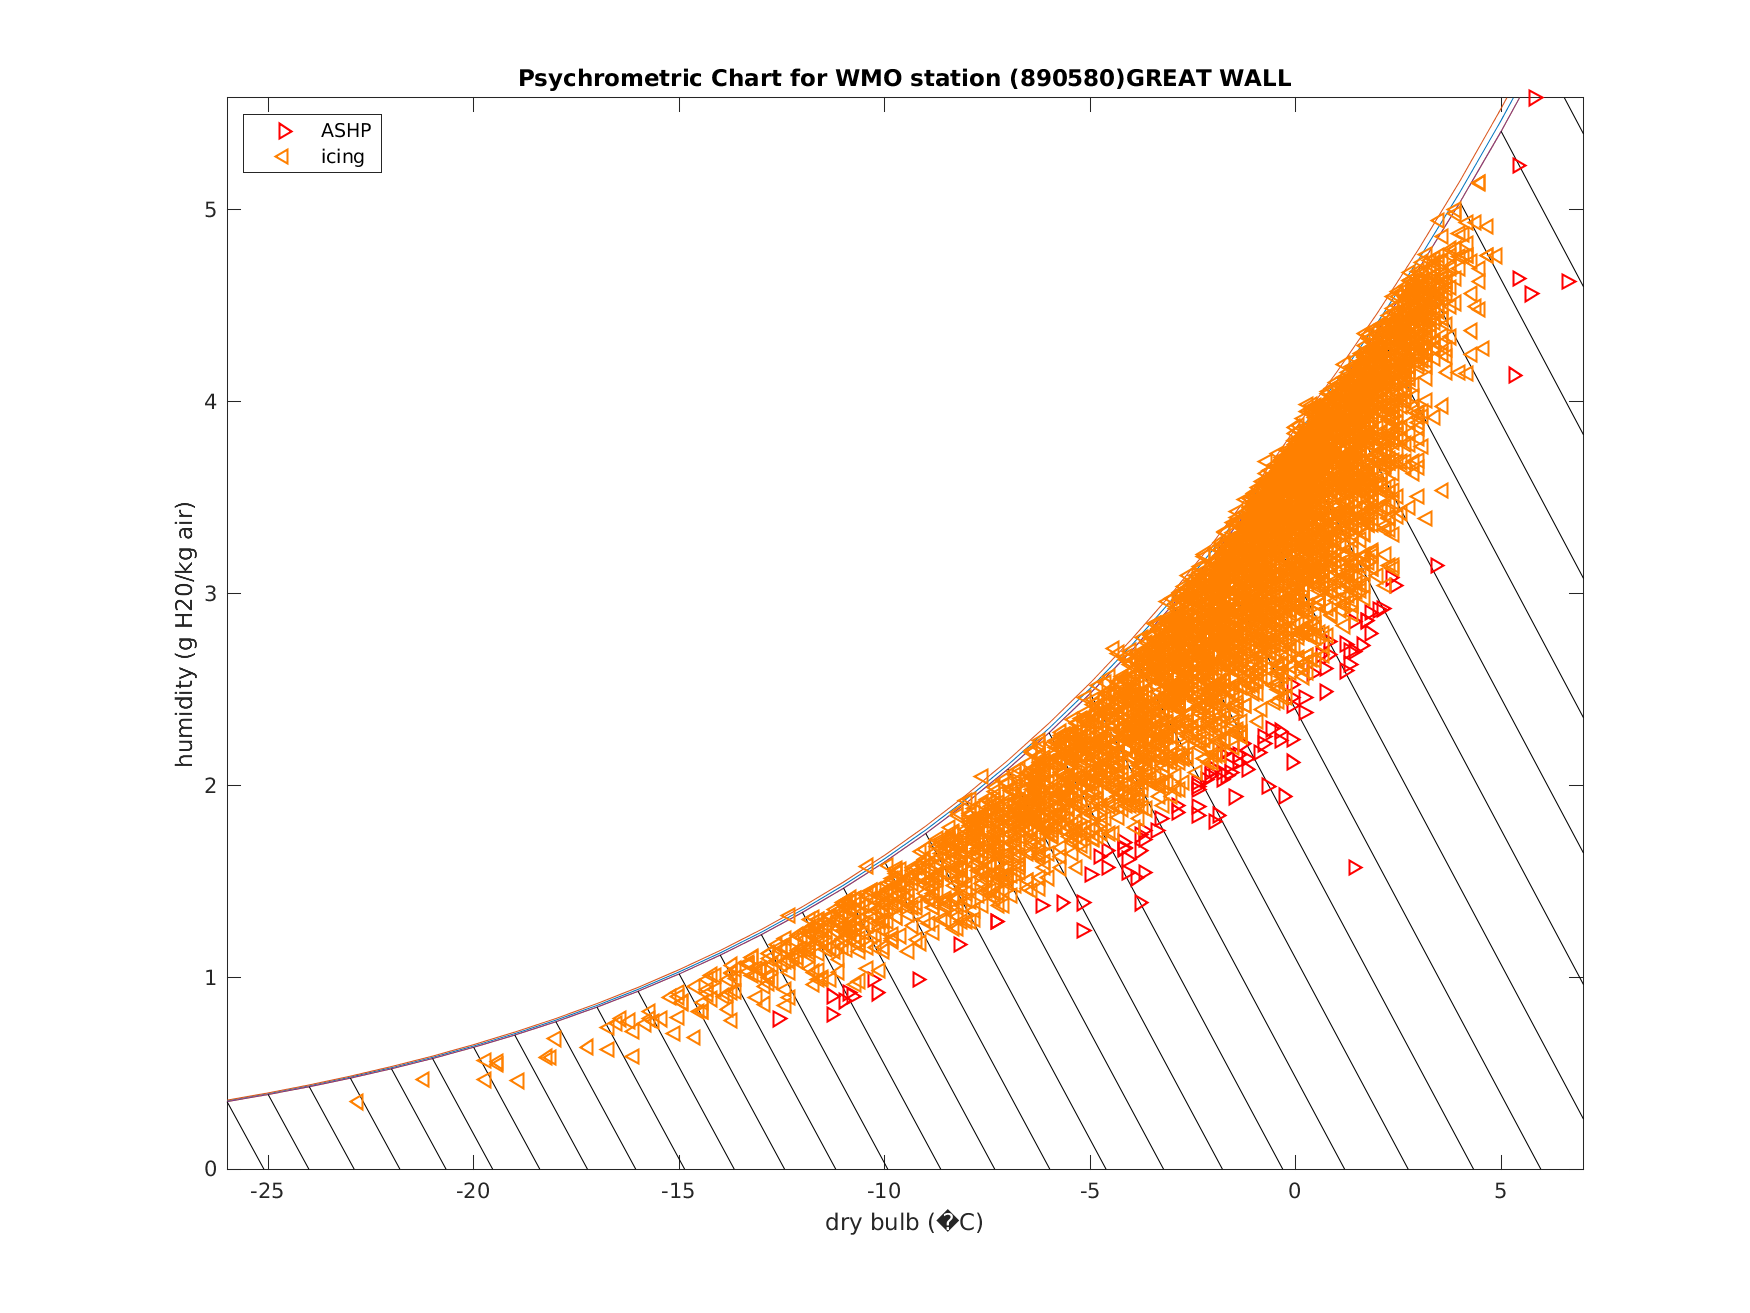 Psychrometric Chart for WMO station (890580)GREAT WALL
ASHP
icing
humidity (g H20/kg air)
5
4
3
2
1
0
-25 -20 -15 -10 -5 0 5
dry bulb (�C)